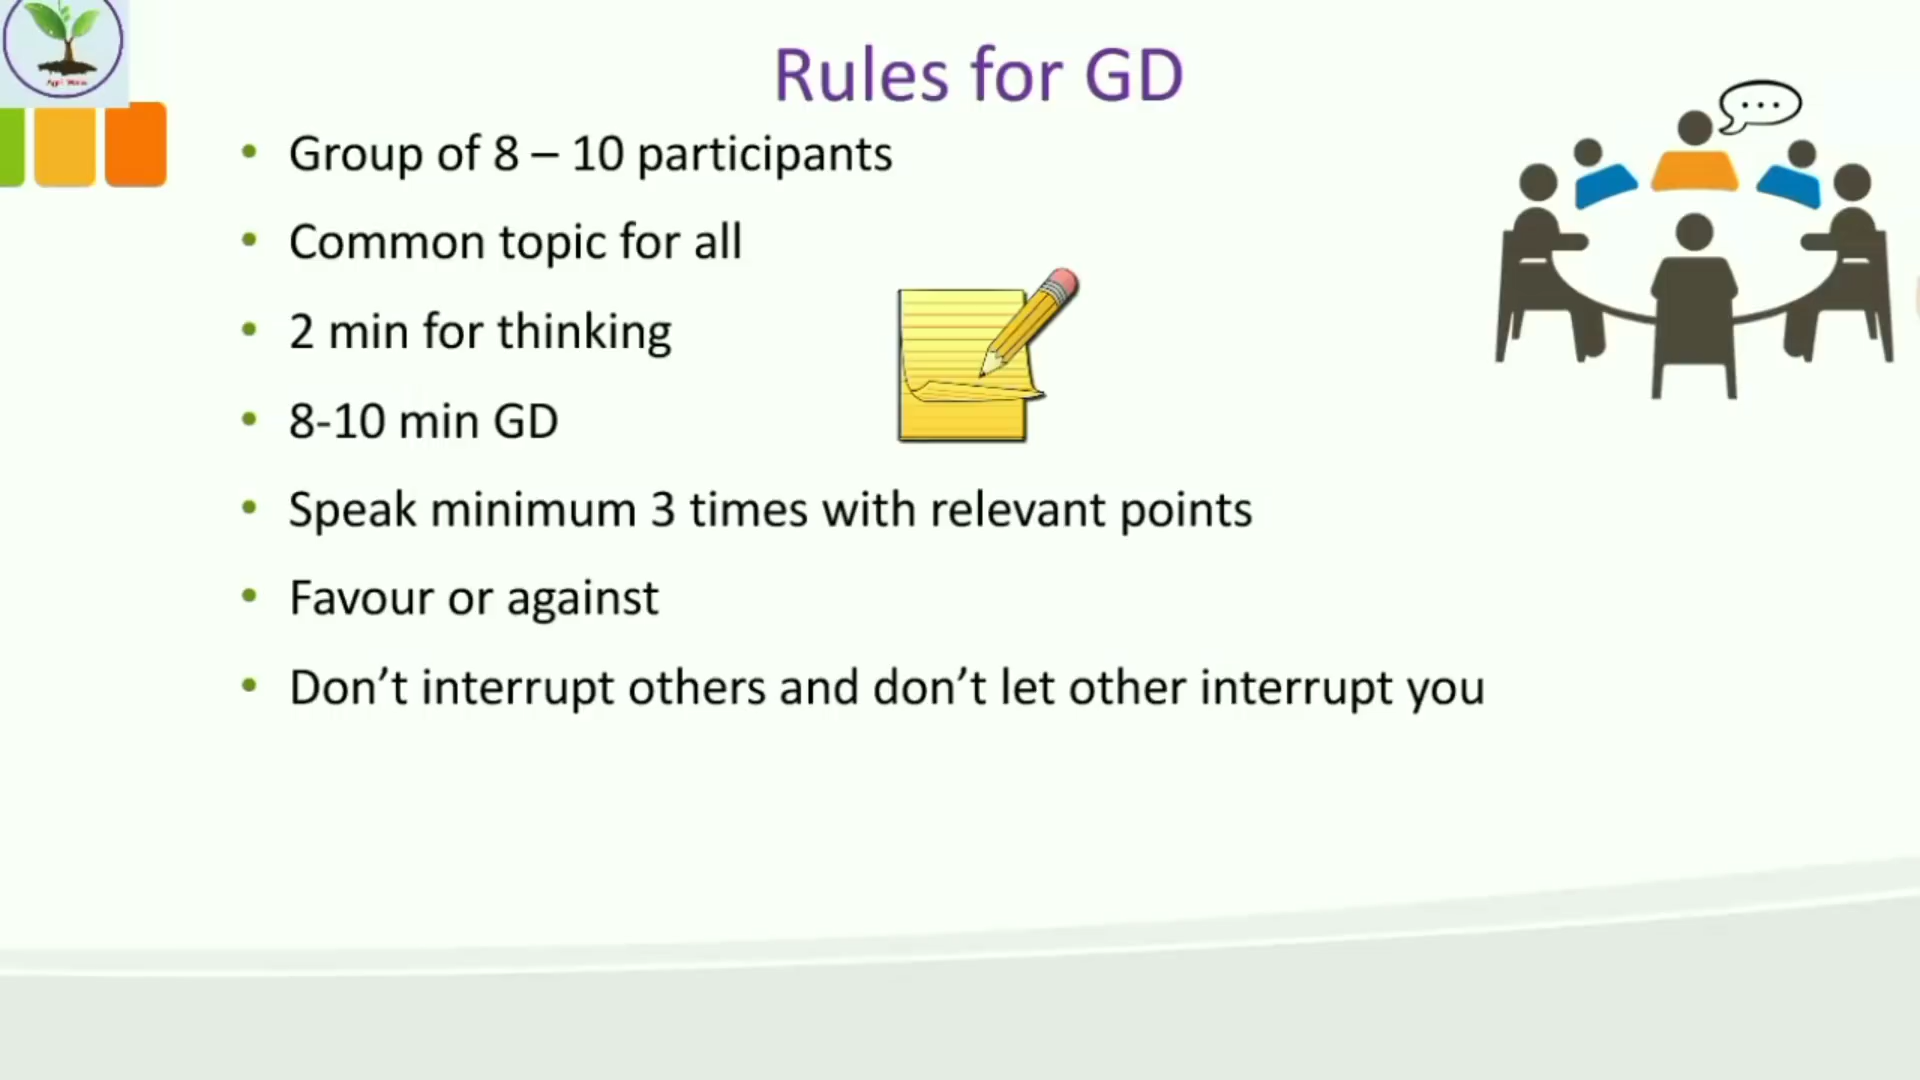 Rules for GD
• Group of 8 – 10 participants
• Common topic for all
• 2 min for thinking
• 8-10 min GD
• Speak minimum 3 times with relevant points
• Favour or against
• Don’t interrupt others and don’t let other interrupt you